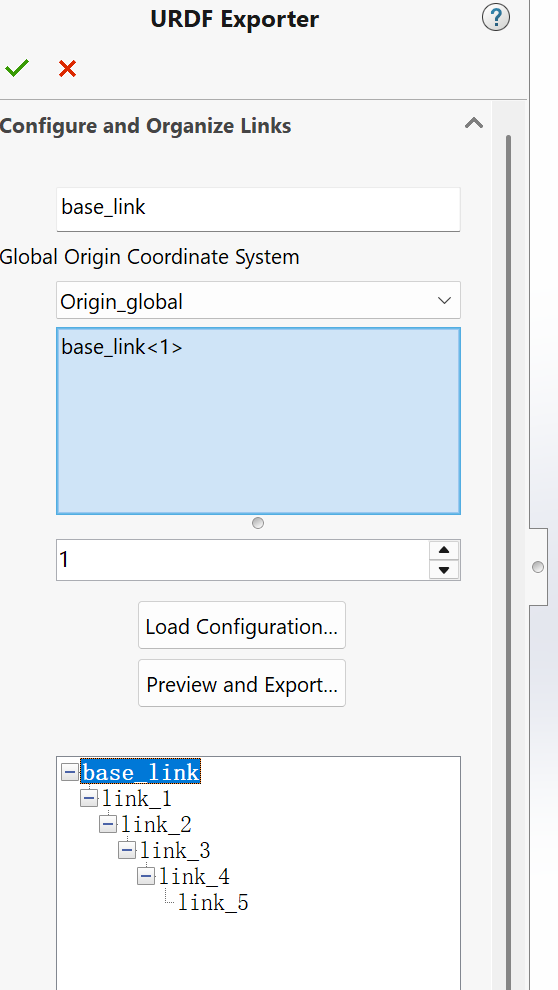 URDF Exporter
?
Configure and Organize Links
base_link
Global Origin Coordinate System
Origin_global
base_link<1>
1
Load Configuration...
Preview and Export...
base_link
link_1
link_2
link_3
link_4
link_5